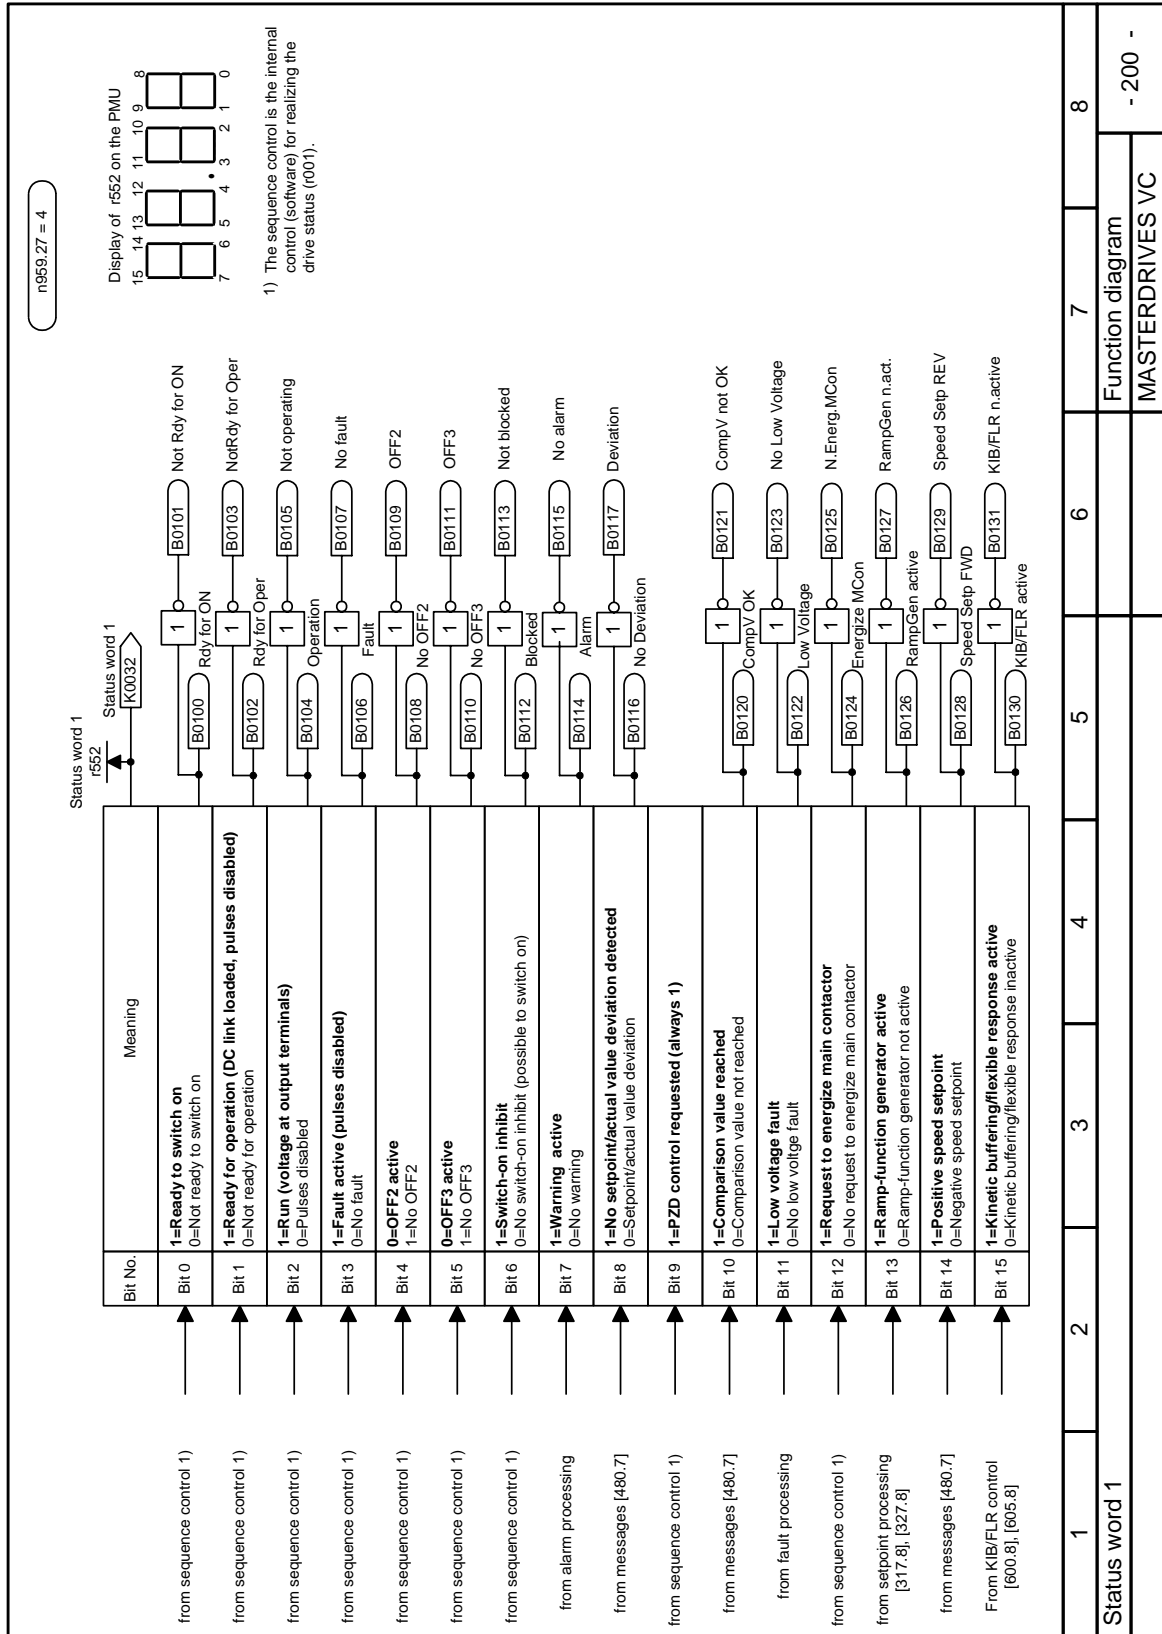 n959.27 = 4
Status word 1
r552
Status word 1
K0032
Display of r552 on the PMU
15 14 13 12 11 10 9 8
7 6 5 4 3 2 1 0
1) The sequence control is the internal
control (software) for realizing the
drive status (r001).
Bit No.
Meaning
from sequence control 1)
Bit 0
1=Ready to switch on
0=Not ready to switch on
B0100
Rdy for ON
1
B0101
Not Rdy for ON
from sequence control 1)
Bit 1
1=Ready for operation (DC link loaded, pulses disabled)
0=Not ready for operation
B0102
Rdy for Oper
1
B0103
NotRdy for Oper
from sequence control 1)
Bit 2
1=Run (voltage at output terminals)
0=Pulses disabled
B0104
Operation
1
B0105
Not operating
from sequence control 1)
Bit 3
1=Fault active (pulses disabled)
0=No fault
B0106
Fault
1
B0107
No fault
from sequence control 1)
Bit 4
0=OFF2 active
1=No OFF2
B0108
No OFF2
1
B0109
OFF2
from sequence control 1)
Bit 5
0=OFF3 active
1=No OFF3
B0110
No OFF3
1
B0111
OFF3
from sequence control 1)
Bit 6
1=Switch-on inhibit
0=No switch-on inhibit (possible to switch on)
B0112
Blocked
1
B0113
Not blocked
from alarm processing
Bit 7
1=Warning active
0=No warning
B0114
Alarm
1
B0115
No alarm
from messages [480.7]
Bit 8
1=No setpoint/actual value deviation detected
0=Setpoint/actual value deviation
B0116
No Deviation
1
B0117
Deviation
from sequence control 1)
Bit 9
1=PZD control requested (always 1)
from messages [480.7]
Bit 10
1=Comparison value reached
0=Comparison value not reached
B0120
CompV OK
1
B0121
CompV not OK
from fault processing
Bit 11
1=Low voltage fault
0=No low voltge fault
B0122
Low Voltage
1
B0123
No Low Voltage
from sequence control 1)
Bit 12
1=Request to energize main contactor
0=No request to energize main contactor
B0124
Energize MCon
1
B0125
N.Energ.MCon
from setpoint processing
[317.8], [327.8]
Bit 13
1=Ramp-function generator active
0=Ramp-function generator not active
B0126
RampGen active
1
B0127
RampGen n.act.
from messages [480.7]
Bit 14
1=Positive speed setpoint
0=Negative speed setpoint
B0128
Speed Setp FWD
1
B0129
Speed Setp REV
From KIB/FLR control
[600.8], [605.8]
Bit 15
1=Kinetic buffering/flexible response active
0=Kinetic buffering/flexible response inactive
B0130
KIB/FLR active
1
B0131
KIB/FLR n.active
1 2 3 4 5 6 7 8
Status word 1
Function diagram
MASTERDRIVES VC
- 200 -